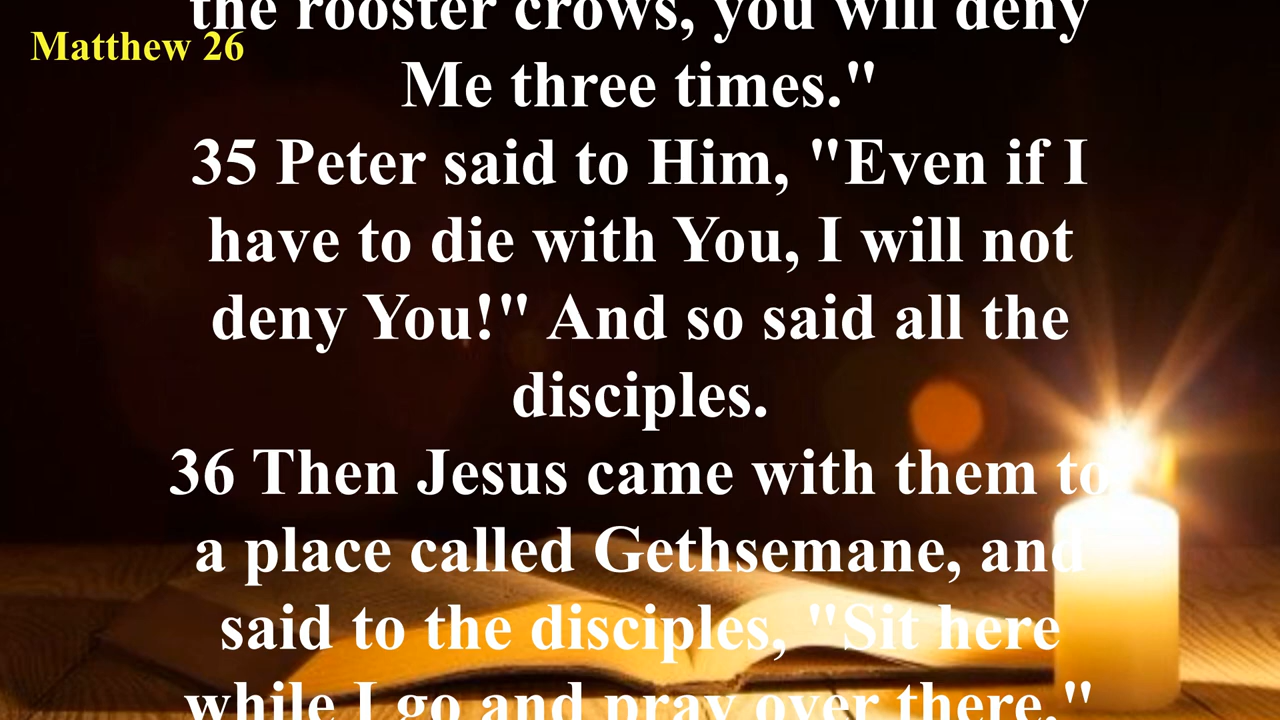 the rooster crows, you will deny
Matthew 26
Me three times."
35 Peter said to Him, "Even if I
have to die with You, I will not
deny You!" And so said all the
disciples.
36 Then Jesus came with them to
a place called Gethsemane, and
said to the disciples, "Sit here
while I go and pray over there."